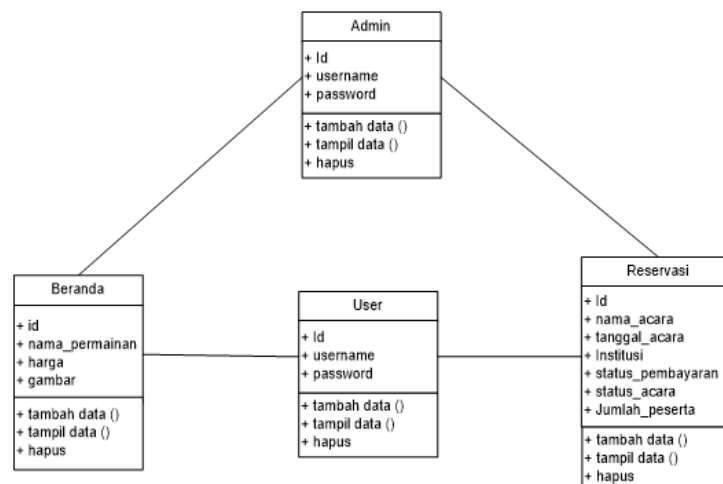 Admin
+ Id
+ username
+ password
+ tambah data ()
+ tampil data ()
+ hapus
Beranda
+ id
+ nama_permainan
+ harga
+ gambar
+ tambah data ()
+ tampil data ()
+ hapus
User
+ Id
+ username
+ password
+ tambah data ()
+ tampil data ()
+ hapus
Reservasi
+ Id
+ nama_acara
+ tanggal_acara
+ Institusi
+ status_pembayaran
+ status_acara
+ Jumlah_peserta
+ tambah data ()
+ tampil data ()
+ hapus